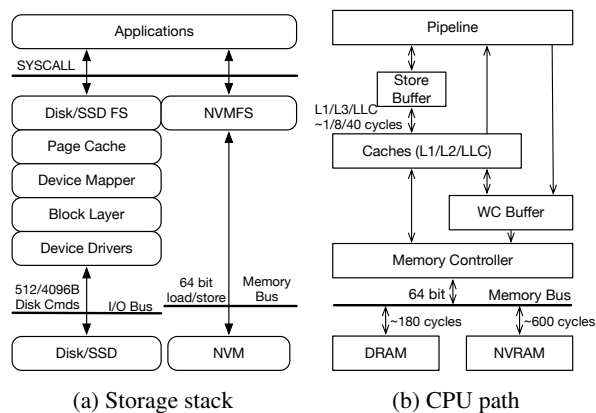 Applications
SYSCALL
Disk/SSD FS
NVMFS
Page Cache
Device Mapper
Block Layer
Device Drivers
512/4096B
Disk Cmds
I/O Bus
64 bit
load/store
Memory
Bus
Disk/SSD
NVM
(a) Storage stack
Pipeline
Store
Buffer
L1/L3/LLC
~1/8/40 cycles
Caches (L1/L2/LLC)
WC Buffer
Memory Controller
64 bit
Memory Bus
~180 cycles
~600 cycles
DRAM
NVRAM
(b) CPU path